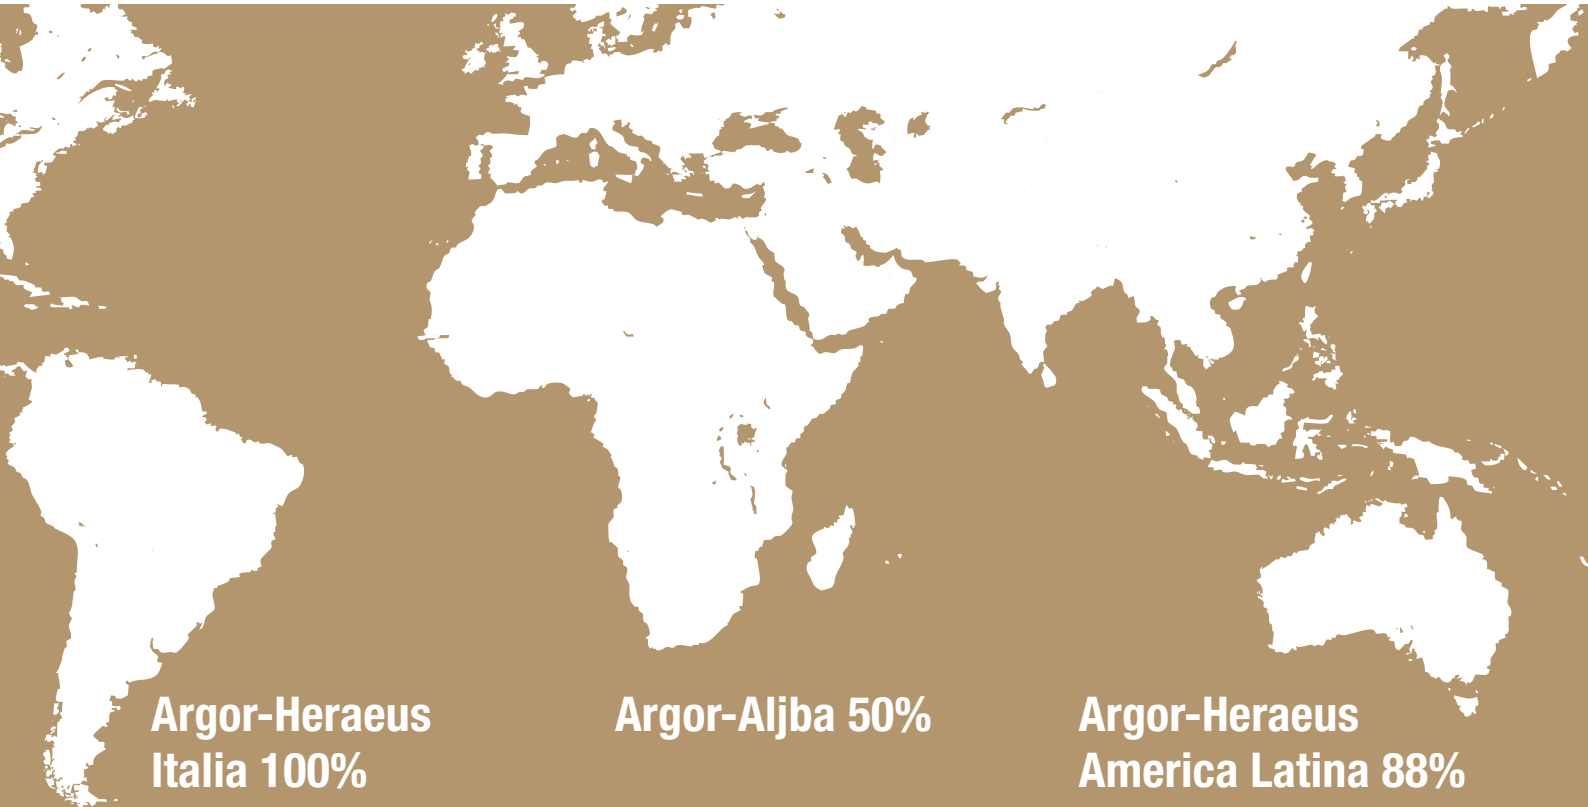 Argor-Heraeus
Italia 100%
Argor-Aljba 50%
Argor-Heraeus
America Latina 88%